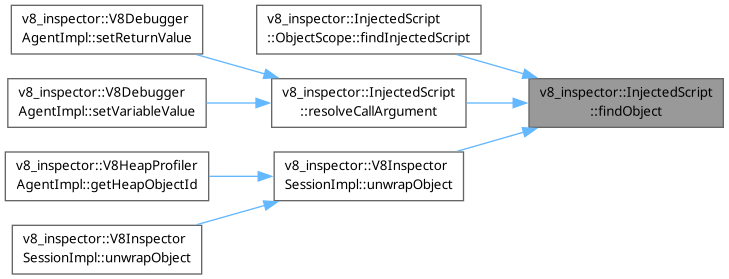 v8_inspector::V8Debugger
AgentImpl::setReturnValue
v8_inspector::InjectedScript
::ObjectScope::findInjectedScript
v8_inspector::V8Debugger
AgentImpl::setVariableValue
v8_inspector::InjectedScript
::resolveCallArgument
v8_inspector::InjectedScript
::findObject
v8_inspector::V8HeapProfiler
AgentImpl::getHeapObjectId
v8_inspector::V8Inspector
SessionImpl::unwrapObject
v8_inspector::V8Inspector
SessionImpl::unwrapObject